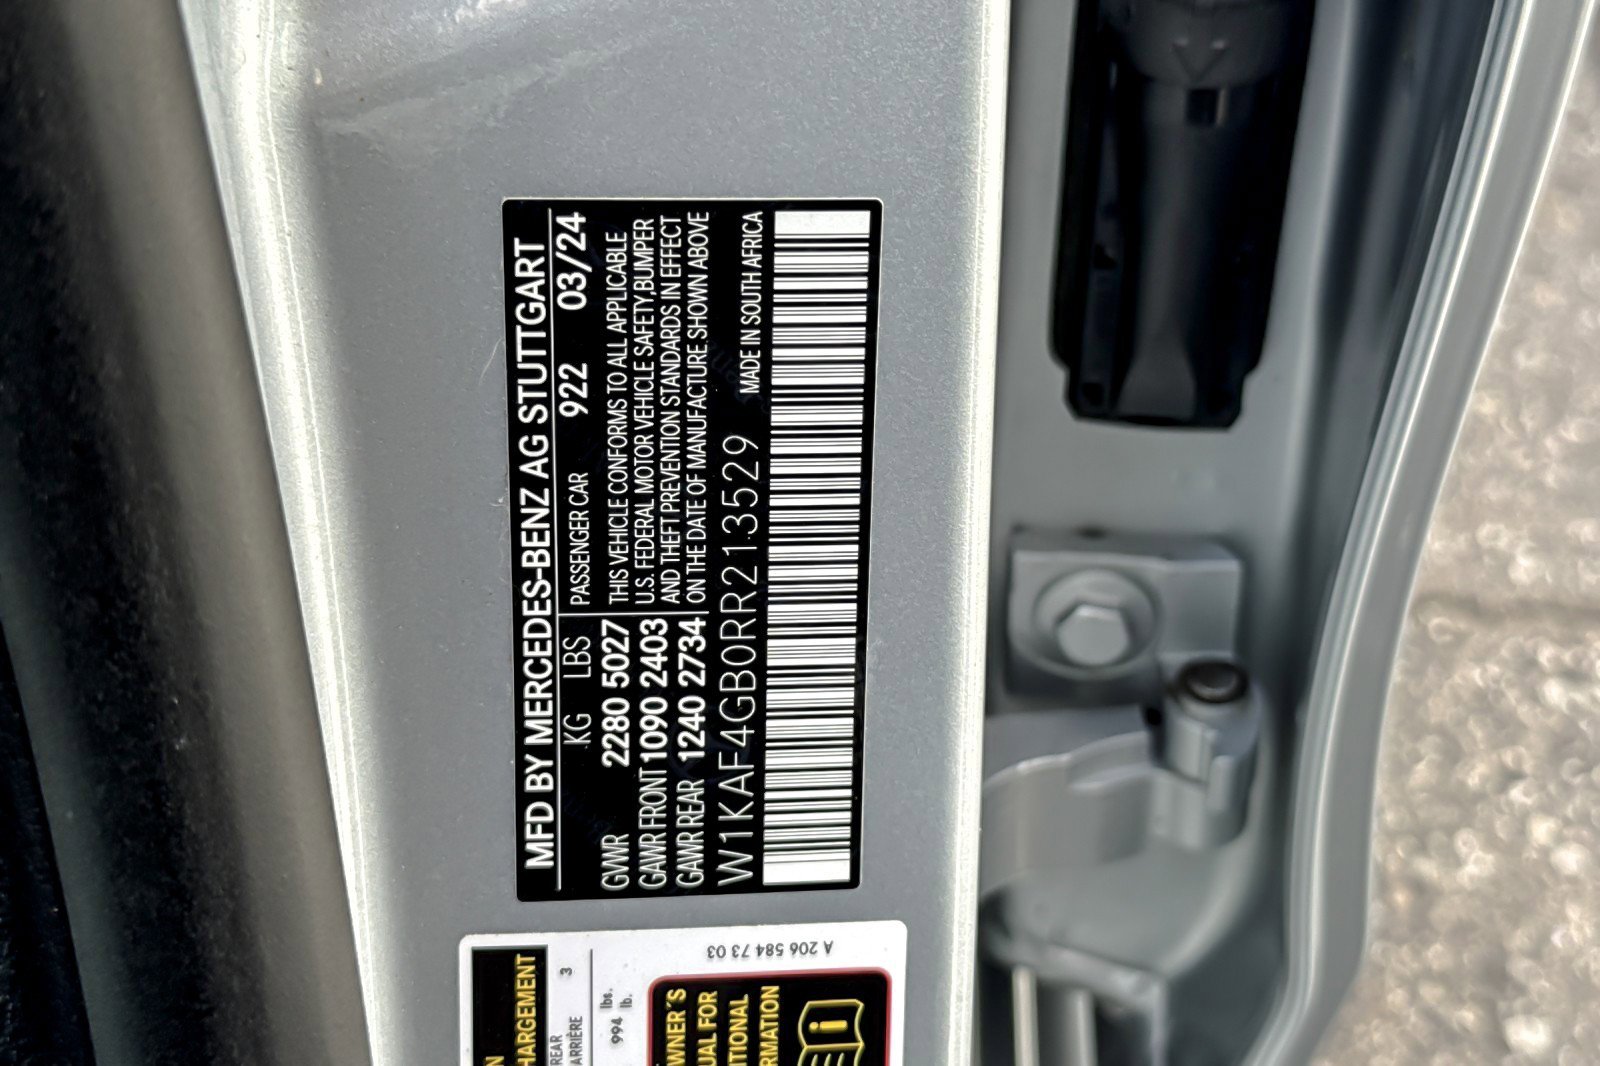 MFD BY MERCEDES-BENZ AG STUTTGART
KG LBS PASSENGER CAR 922 03/24
GVWR 2280 5027 THIS VEHICLE CONFORMS TO ALL APPLICABLE
U.S. FEDERAL MOTOR VEHICLE SAFETY,BUMPER
GAWR FRONT 1090 2403 AND THEFT PREVENTION STANDARDS IN EFFECT
GAWR REAR 1240 2734 ON THE DATE OF MANUFACTURE SHOWN ABOVE
W1KAF4GB0RR213529 MADE IN SOUTH AFRICA
HARGEMENT
REAR 3
ARRIÈRE
994 lbs.
lb.
OWNER'S
UAL FOR
ITIONAL
RMATION
i
A 206 584 73 03